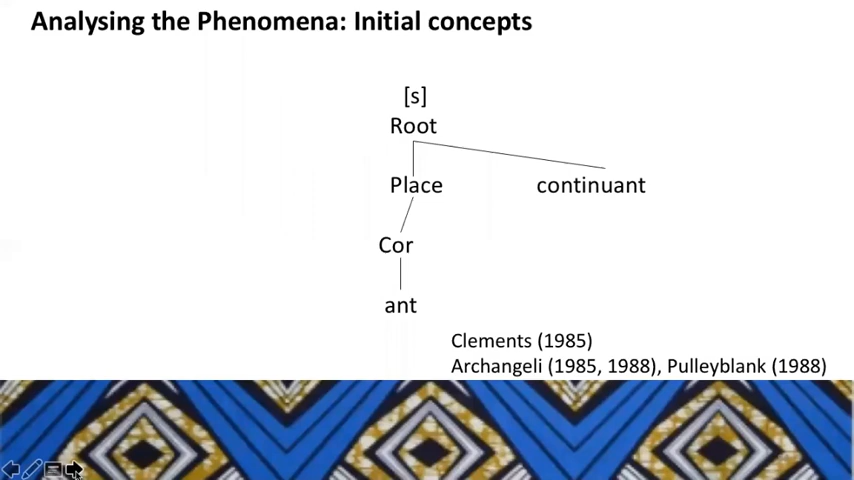 Analysing the Phenomena: Initial concepts
[s]
Root
Place continuant
Cor
ant
Clements (1985)
Archangeli (1985, 1988), Pulleyblank (1988)